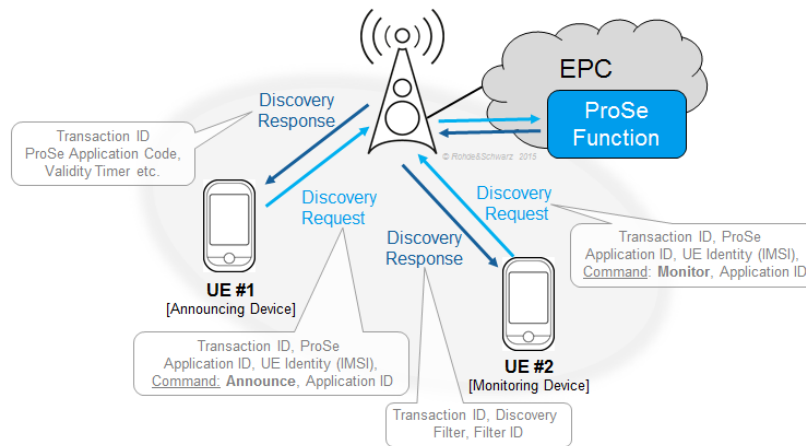 EPC
ProSe
Function
© Rohde&Schwarz 2015
Discovery
Response
Transaction ID
ProSe Application Code,
Validity Timer etc.
Discovery
Request
Discovery
Request
Discovery
Response
Transaction ID, ProSe
Application ID, UE Identity (IMSI),
Command: Monitor, Application ID
UE #1
[Announcing Device]
Transaction ID, ProSe
Application ID, UE Identity (IMSI),
Command: Announce, Application ID
UE #2
[Monitoring Device]
Transaction ID, Discovery
Filter, Filter ID